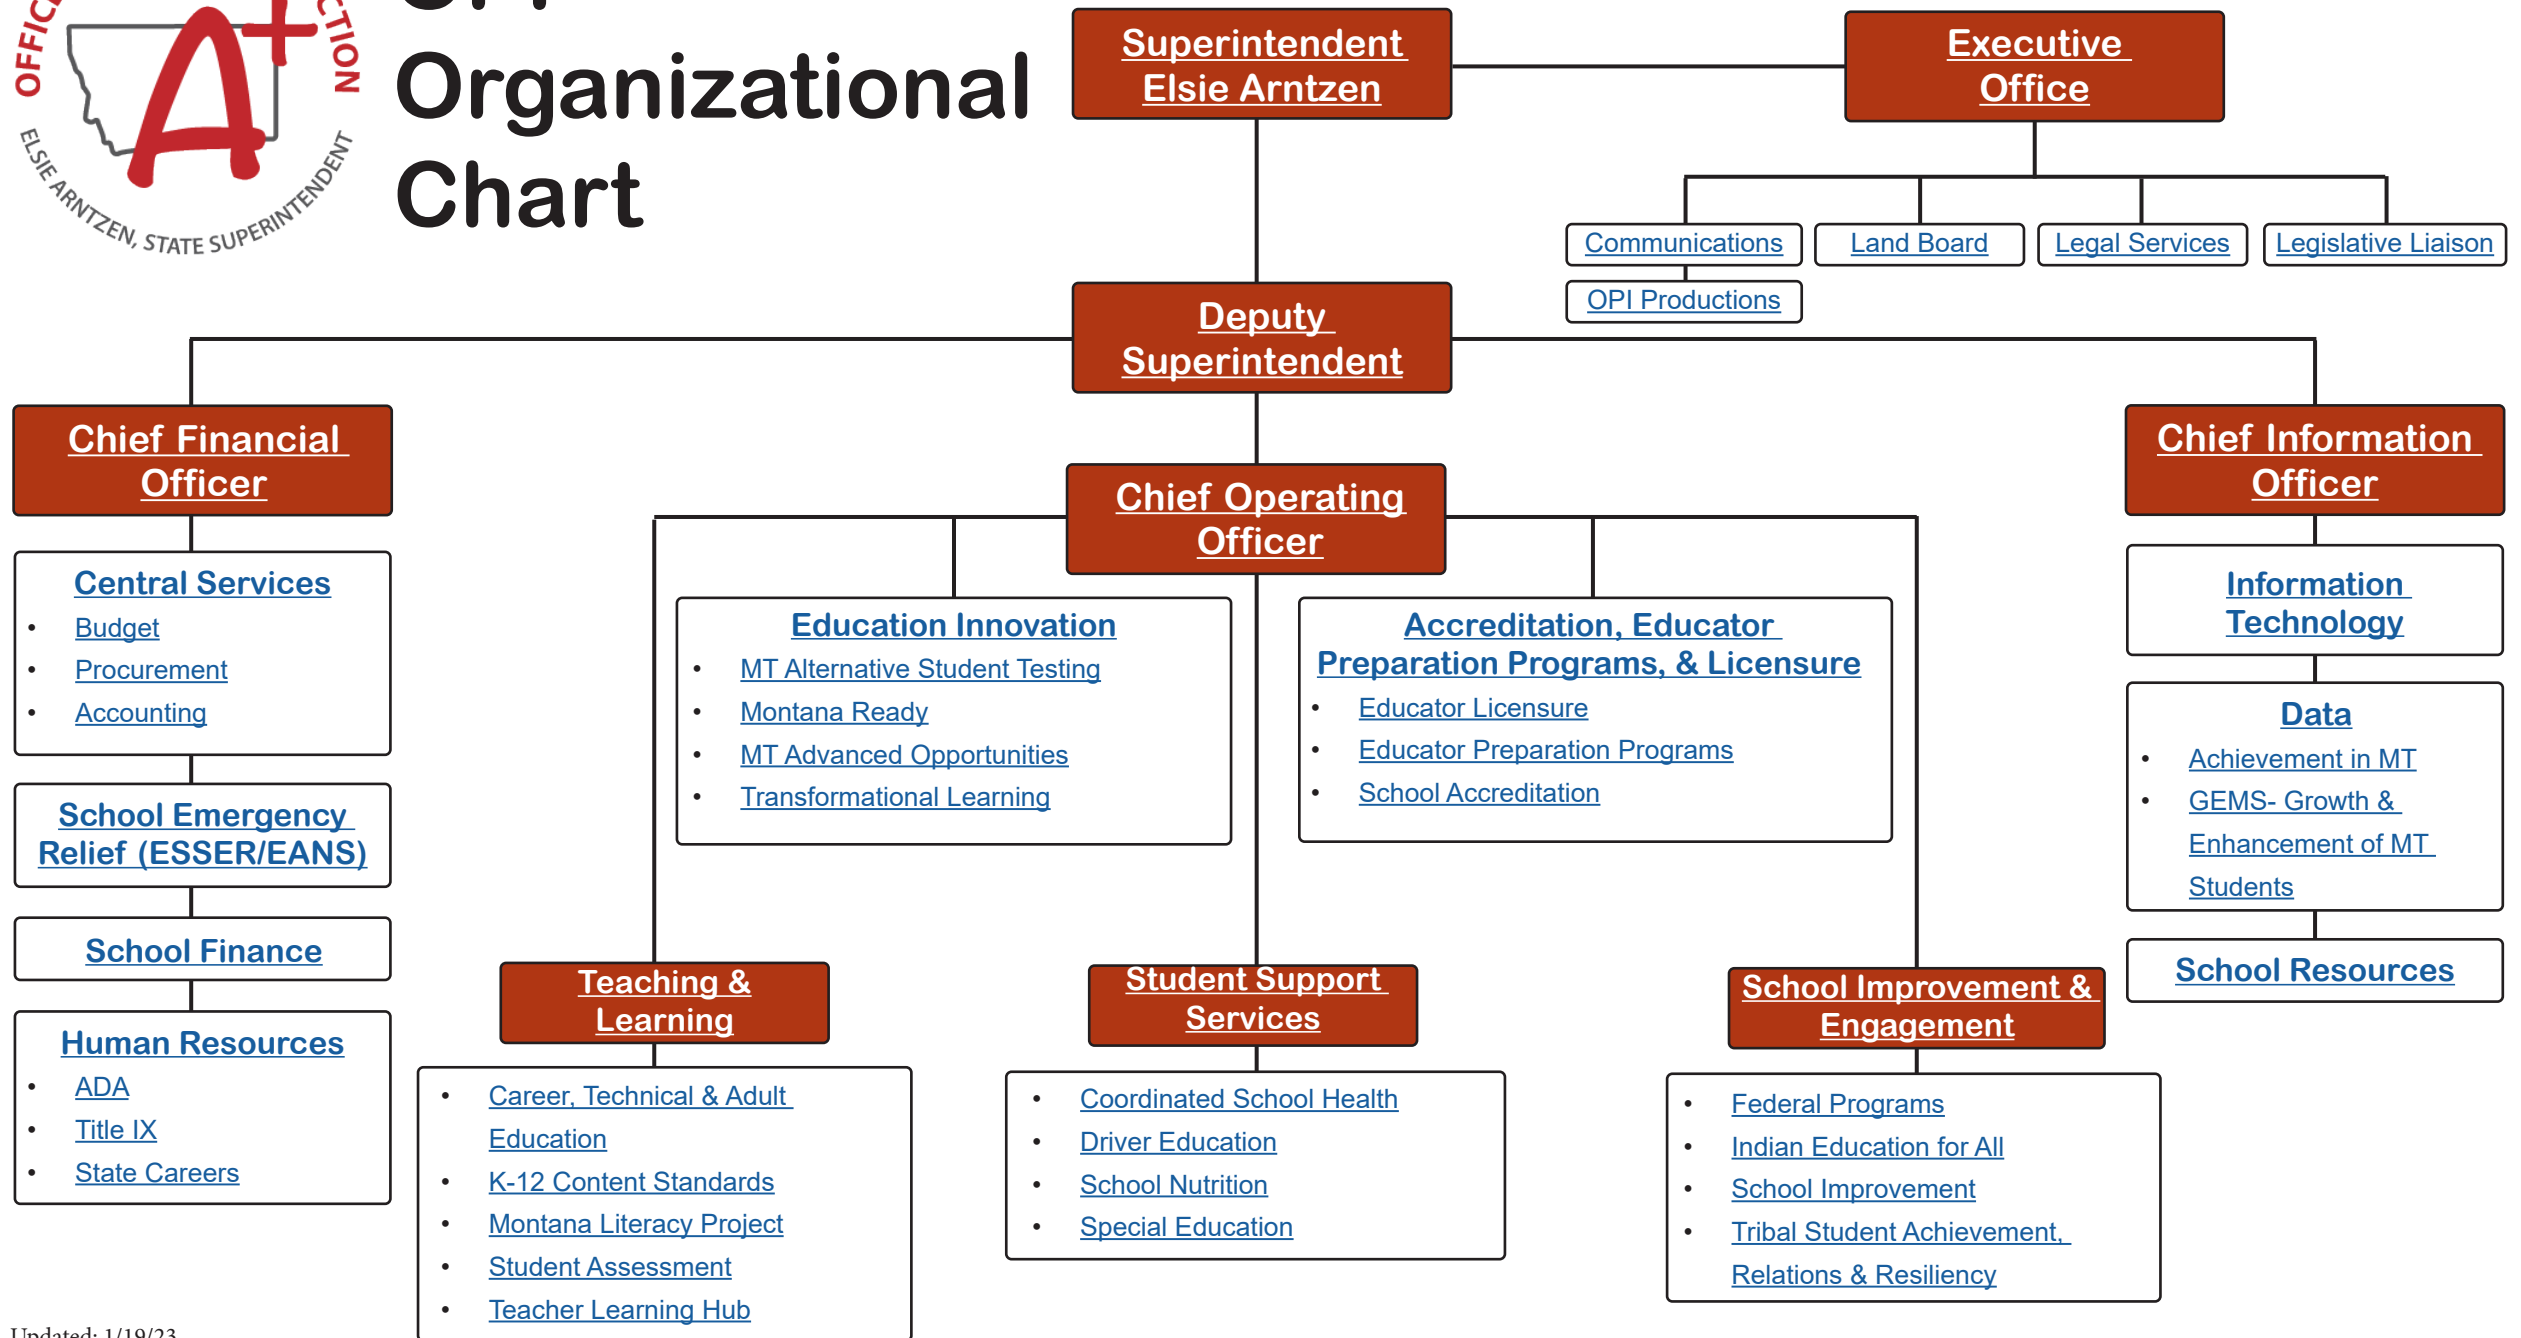 OFFICE
CTION
ELSIE ARNTZEN, STATE SUPERINTENDENT
A+
Organizational
Chart
Superintendent
Elsie Arntzen
Executive
Office
Communications
Land Board
Legal Services
Legislative Liaison
OPI Productions
Deputy
Superintendent
Chief Financial
Officer
Chief Operating
Officer
Chief Information
Officer
Central Services
• Budget
• Procurement
• Accounting
School Emergency
Relief (ESSER/EANS)
School Finance
Human Resources
• ADA
• Title IX
• State Careers
Education Innovation
• MT Alternative Student Testing
• Montana Ready
• MT Advanced Opportunities
• Transformational Learning
Accreditation, Educator
Preparation Programs, & Licensure
• Educator Licensure
• Educator Preparation Programs
• School Accreditation
Information
Technology
Data
• Achievement in MT
• GEMS- Growth &
Enhancement of MT
Students
School Resources
Teaching &
Learning
• Career, Technical & Adult
Education
• K-12 Content Standards
• Montana Literacy Project
• Student Assessment
• Teacher Learning Hub
Student Support
Services
• Coordinated School Health
• Driver Education
• School Nutrition
• Special Education
School Improvement &
Engagement
• Federal Programs
• Indian Education for All
• School Improvement
• Tribal Student Achievement,
Relations & Resiliency
Updated: 1/19/23